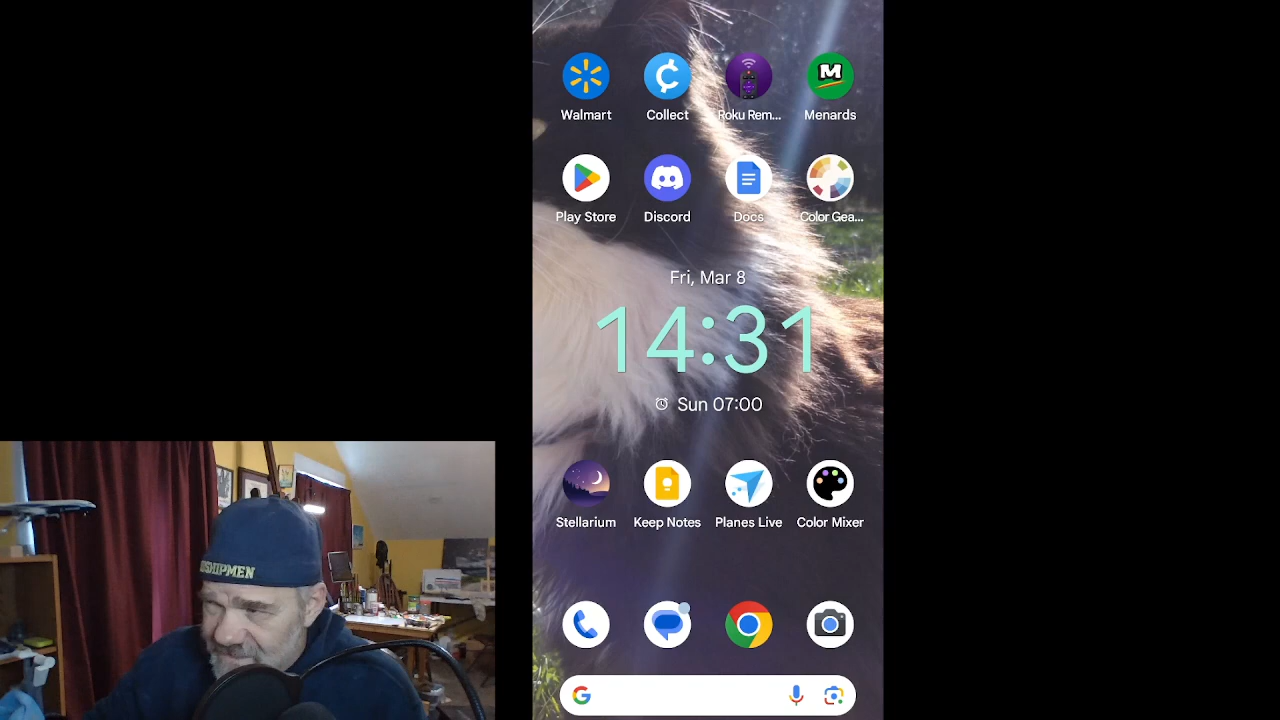 Walmart
Collect
Roku Rem...
Menards
Play Store
Discord
Docs
Color Gea...
Fri, Mar 8
14:31
Sun 07:00
Stellarium
Keep Notes
Planes Live
Color Mixer